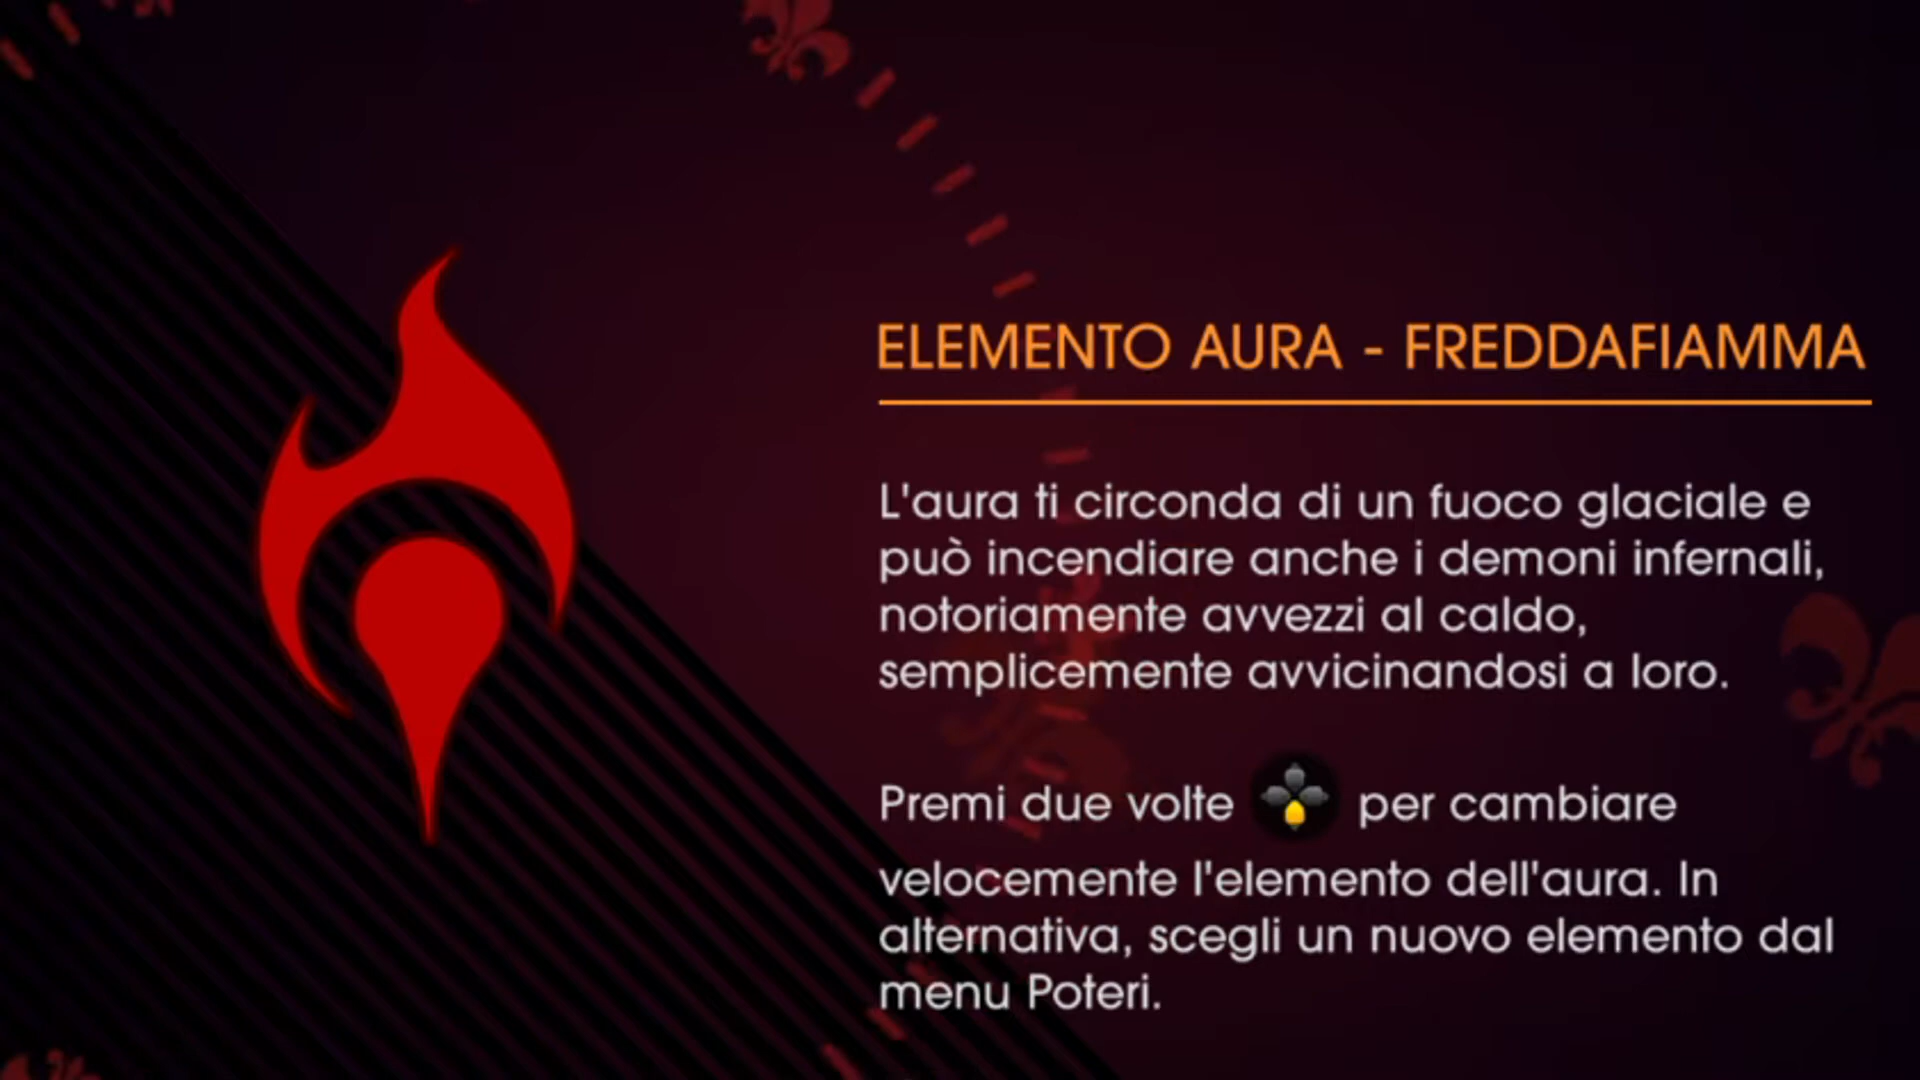 ELEMENTO AURA - FREDDAFIAMMA
L'aura ti circonda di un fuoco glaciale e
può incendiare anche i demoni infernali,
notoriamente avvezzi al caldo,
semplicemente avvicinandosi a loro.
Premi due volte per cambiare
velocemente l'elemento dell'aura. In
alternativa, scegli un nuovo elemento dal
menu Poteri.